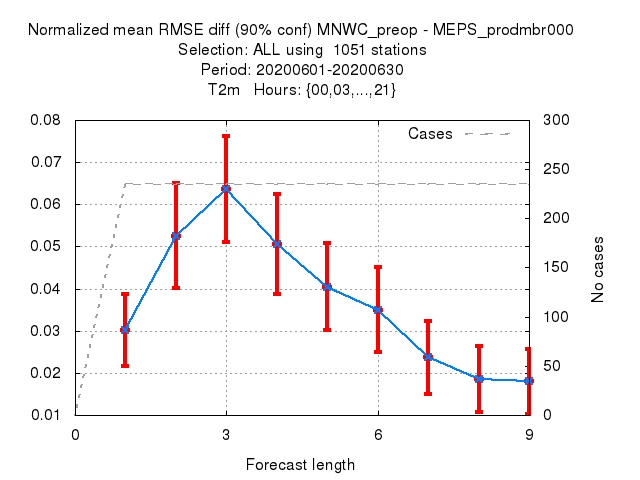 Normalized mean RMSE diff (90% conf) MNWC_preop - MEPS_prodmbr000
Selection: ALL using  1051 stations
Period: 20200601-20200630
T2m   Hours: {00,03,...,21}
0.08
0.07
0.06
0.05
0.04
0.03
0.02
0.01
Cases
300
250
200
150
100
50
0
No cases
0 3 6 9
Forecast length